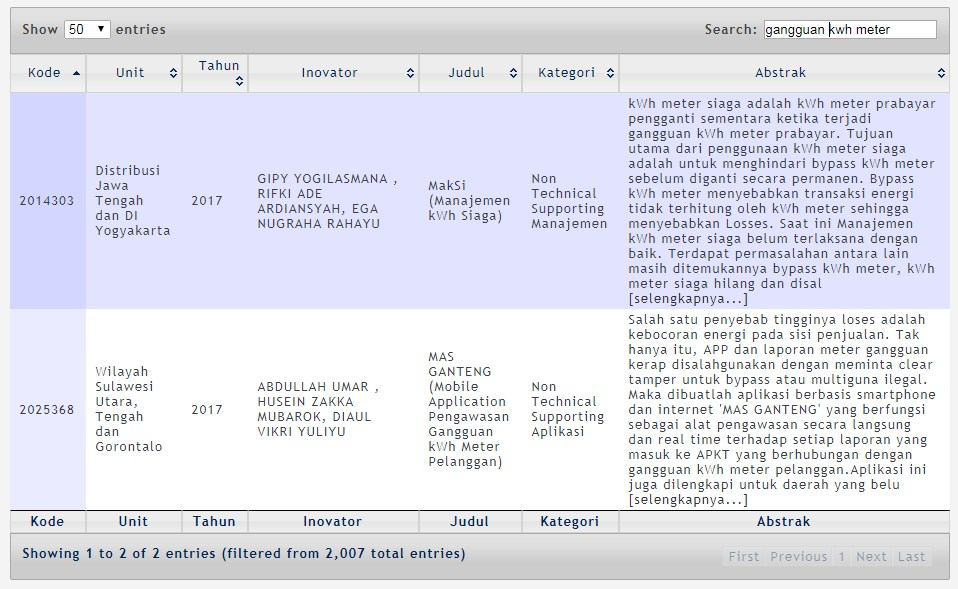 Show 50 entries Search: gangguan kwh meter
Kode Unit Tahun Inovator Judul Kategori Abstrak
2014303
Distribusi
Jawa
Tengah
dan DI
Yogyakarta
2017
GIPY YOGILASMANA ,
RIFKI ADE
ARDIANSYAH, EGA
NUGRAHA RAHAYU
MakSi
(Manajemen
kWh Siaga)
Non
Technical
Supporting
Manajemen
kWh meter siaga adalah kWh meter prabayar
pengganti sementara ketika terjadi
gangguan kWh meter prabayar. Tujuan
utama dari penggunaan kWh meter siaga
adalah untuk menghindari bypass kWh meter
sebelum diganti secara permanen. Bypass
kWh meter menyebabkan transaksi energi
tidak terhitung oleh kWh meter sehingga
menyebabkan Losses. Saat ini Manajemen
kWh meter siaga belum terlaksana dengan
baik. Terdapat permasalahan antara lain
masih ditemukannya bypass kWh meter, kWh
meter siaga hilang dan disal
[selengkapnya...]
2025368
Wilayah
Sulawesi
Utara,
Tengah
dan
Gorontalo
2017
ABDULLAH UMAR ,
HUSEIN ZAKKA
MUBAROK, DIAUL
VIKRI YULIYU
MAS
GANTENG
(Mobile
Application
Pengawasan
Gangguan
kWh Meter
Pelanggan)
Non
Technical
Supporting
Aplikasi
Salah satu penyebab tingginya loses adalah
kebocoran energi pada sisi penjualan. Tak
hanya itu, APP dan laporan meter gangguan
kerap disalahgunakan dengan meminta clear
tamper untuk bypass atau multiguna ilegal.
Maka dibuatlah aplikasi berbasis smartphone
dan internet 'MAS GANTENG' yang berfungsi
sebagai alat pengawasan secara langsung
dan real time terhadap setiap laporan yang
masuk ke APKT yang berhubungan dengan
gangguan kWh meter pelanggan.Aplikasi ini
juga dilengkapi untuk daerah yang belu
[selengkapnya...]
Kode Unit Tahun Inovator Judul Kategori Abstrak
Showing 1 to 2 of 2 entries (filtered from 2,007 total entries) First Previous 1 Next Last